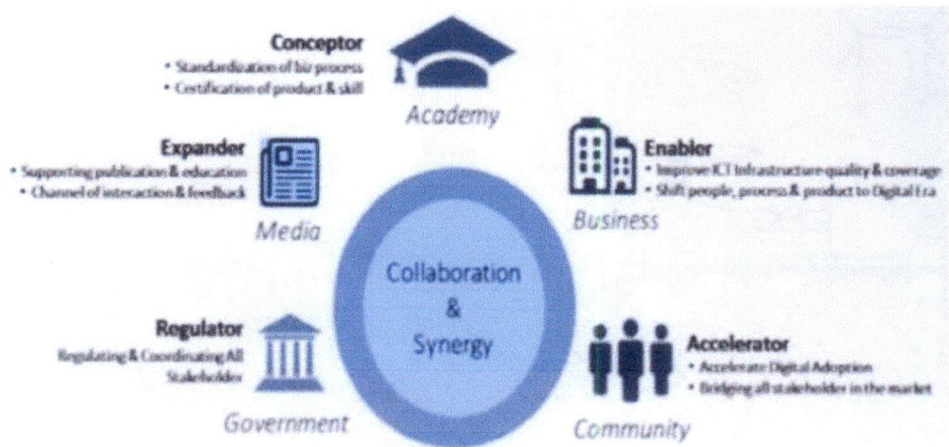 Conceptor
• Standardization of biz process
• Certification of product & skill
Academy
Expander
• Supporting publication & education
• Channel of interaction & feedback
Media
Enabler
• Improve ICT Infrastructure quality & coverage
• Shift people, process & product to Digital Era
Business
Collaboration
&
Synergy
Regulator
Regulating & Coordinating All
Stakeholder
Government
Accelerator
• Accelerate Digital Adoption
• Bridging all stakeholder in the market
Community